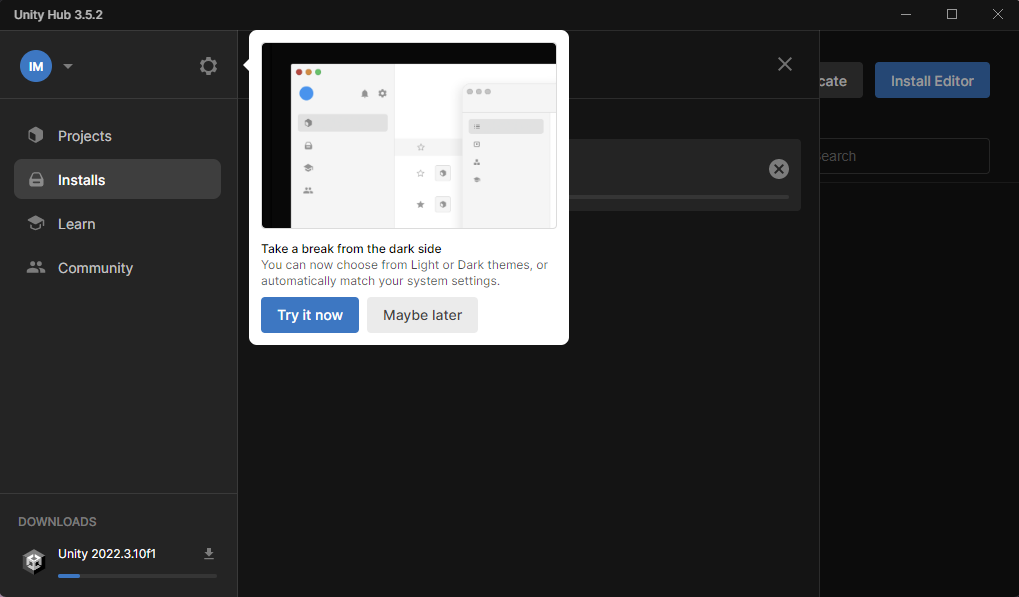 Unity Hub 3.5.2
IM
Install Editor
Projects
Installs
Learn
Community
Take a break from the dark side
You can now choose from Light or Dark themes, or
automatically match your system settings.
Try it now
Maybe later
DOWNLOADS
Unity 2022.3.10f1